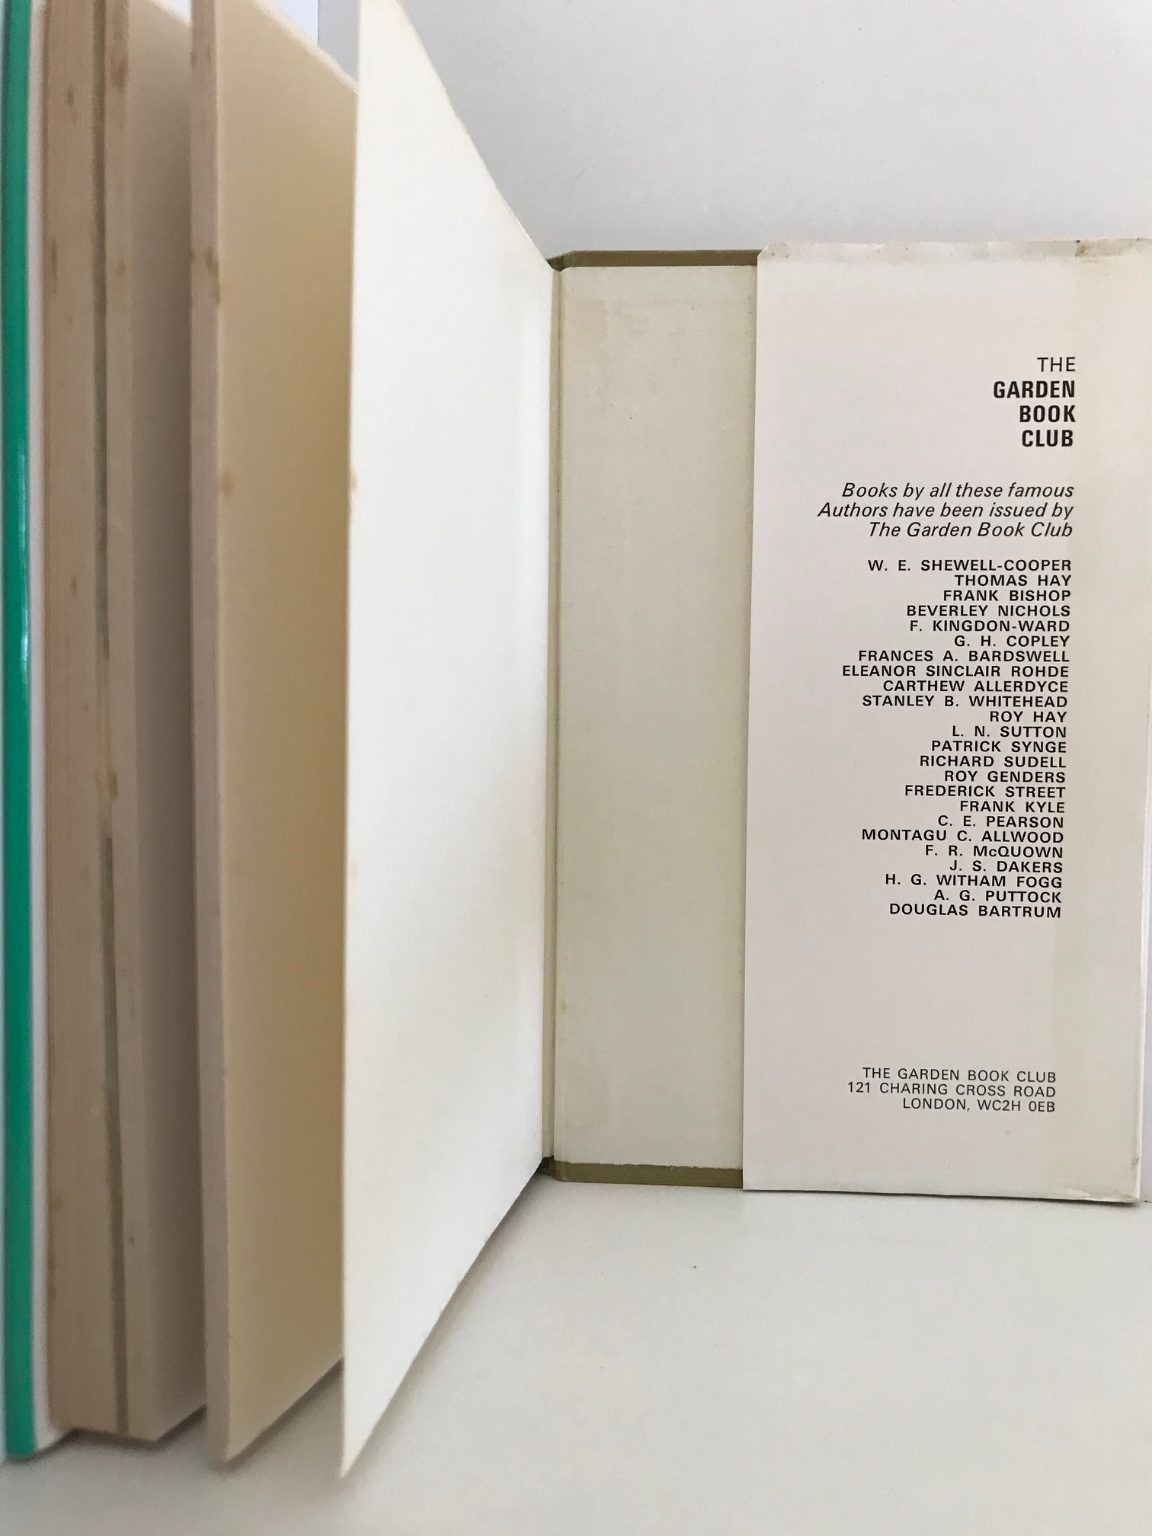 THE
GARDEN
BOOK
CLUB
Books by all these famous
Authors have been issued by
The Garden Book Club
W. E. SHEWELL-COOPER
THOMAS HAY
FRANK BISHOP
BEVERLEY NICHOLS
F. KINGDON-WARD
G. H. COPLEY
FRANCES A. BARDSWELL
ELEANOR SINCLAIR ROHDE
CARTHEW ALLERDYCE
STANLEY B. WHITEHEAD
ROY HAY
L. N. SUTTON
PATRICK SYNGE
RICHARD SUDELL
ROY GENDERS
FREDERICK STREET
FRANK KYLE
C. E. PEARSON
MONTAGU C. ALLWOOD
F. R. McQUOWN
J. S. DAKERS
H. G. WITHAM FOGG
A. G. PUTTOCK
DOUGLAS BARTRUM
THE GARDEN BOOK CLUB
121 CHARING CROSS ROAD
LONDON, WC2H 0EB